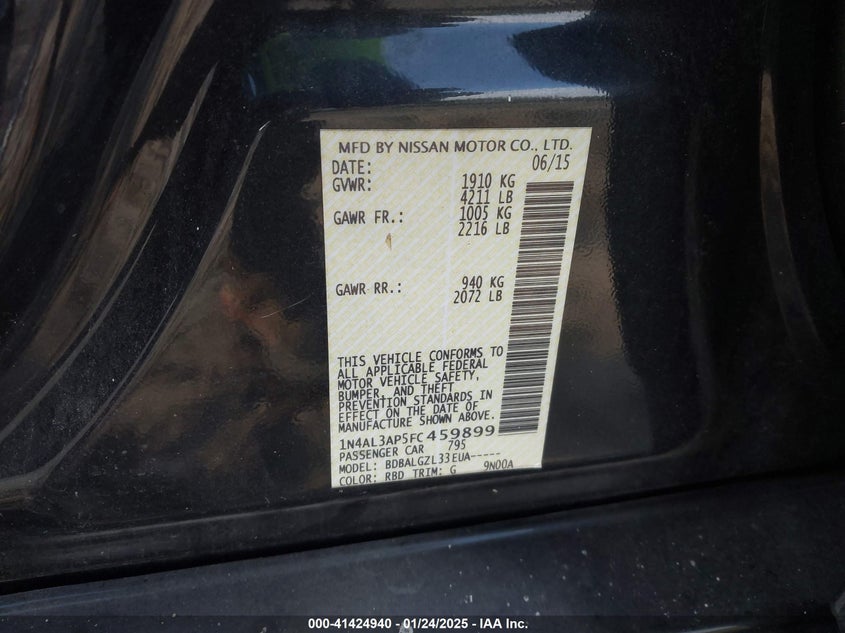 MFD BY NISSAN MOTOR CO., LTD.
DATE: 06/15
GVWR: 1910 KG
4211 LB
GAWR FR.: 1005 KG
2216 LB
GAWR RR.: 940 KG
2072 LB
THIS VEHICLE CONFORMS TO
ALL APPLICABLE FEDERAL
MOTOR VEHICLE SAFETY,
BUMPER, AND THEFT
PREVENTION STANDARDS IN
EFFECT ON THE DATE OF
MANUFACTURE SHOWN ABOVE.
1N4AL3AP5FC459899
PASSENGER CAR 795
MODEL: BDBALGZL33EUA-----
COLOR: RBD TRIM: G 9N00A
000-41424940 - 01/24/2025 - IAA Inc.